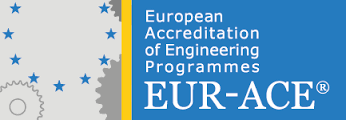 European
Accreditation
of Engineering
Programmes
EUR-ACE®